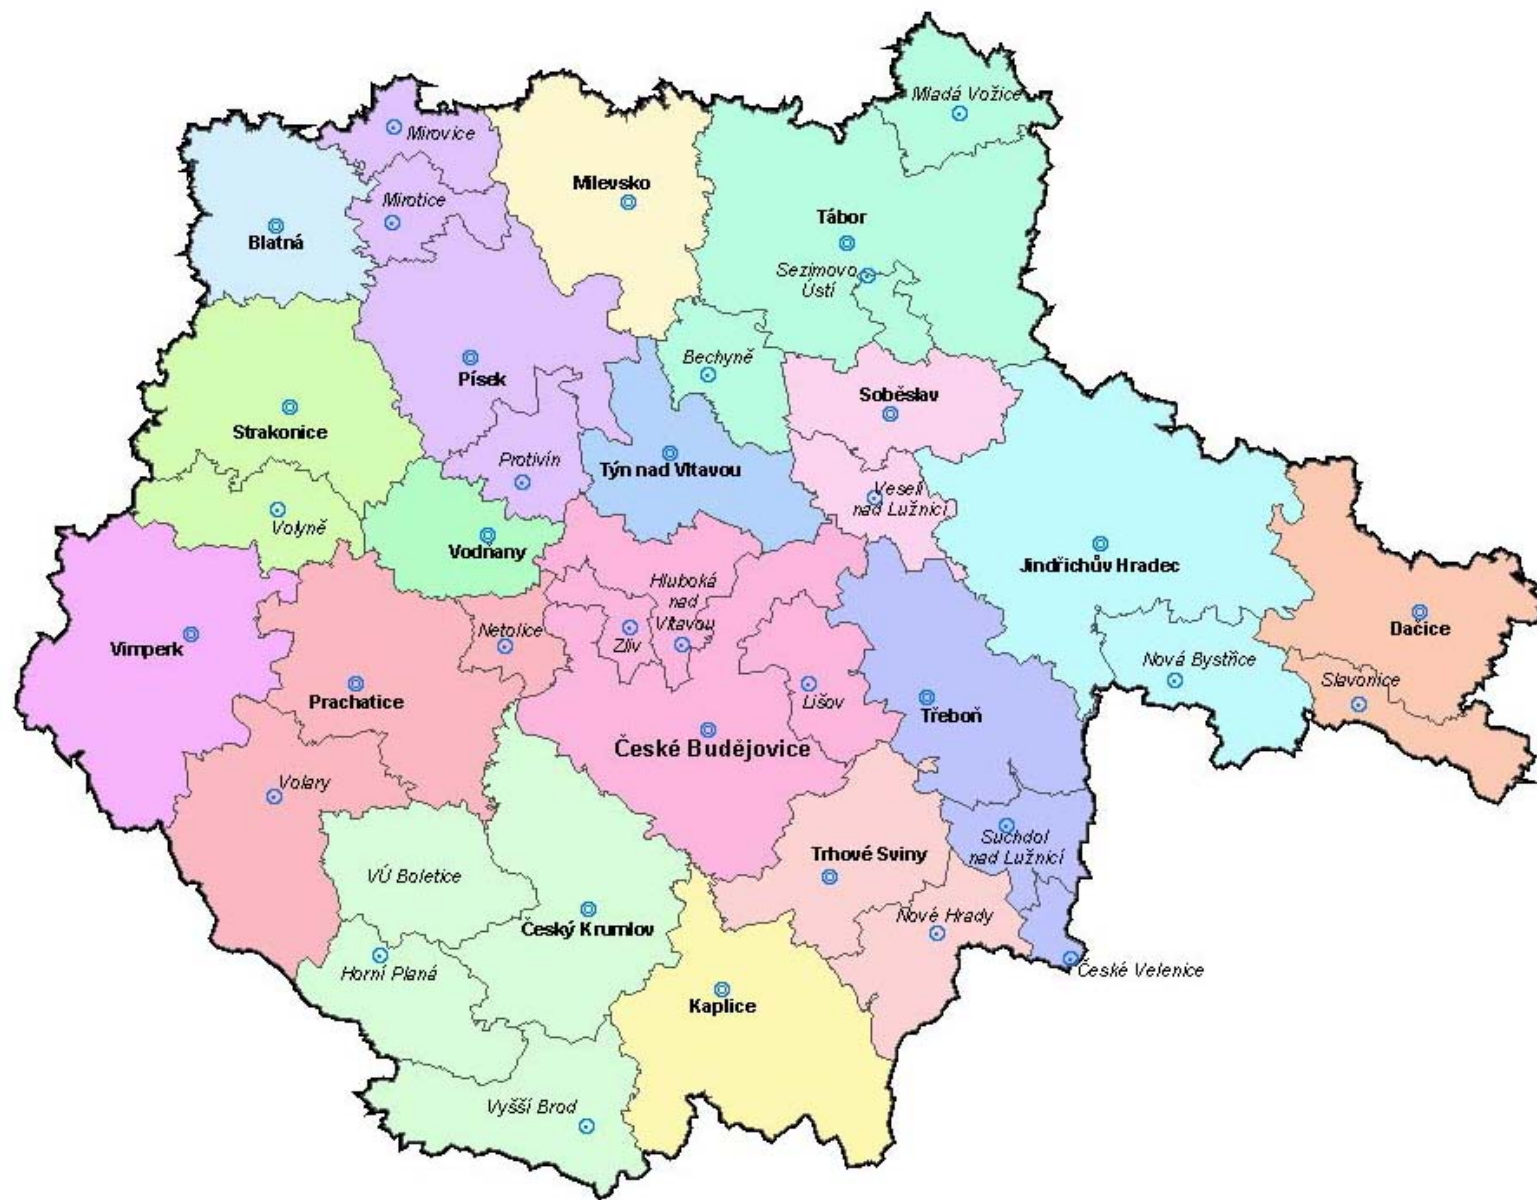 Mladá Vožice
Mirovice
Milevsko
Mirotice
Tábor
Blatná
Sezimovo
Ústí
Bechyně
Písek
Soběslav
Strakonice
Protivín
Týn nad Vltavou
Veselí
nad Lužnicí
Volyně
Vodňany
Jindřichův Hradec
Hluboká
nad
Vltavou
Netolice
Zliv
Dačice
Vimperk
Nová Bystřice
Slavonice
Prachatice
Lišov
Třeboň
České Budějovice
Volary
Suchdol
nad Lužnicí
Trhové Sviny
VÚ Boletice
Nové Hrady
Český Krumlov
Horní Planá
České Velenice
Kaplice
Vyšší Brod